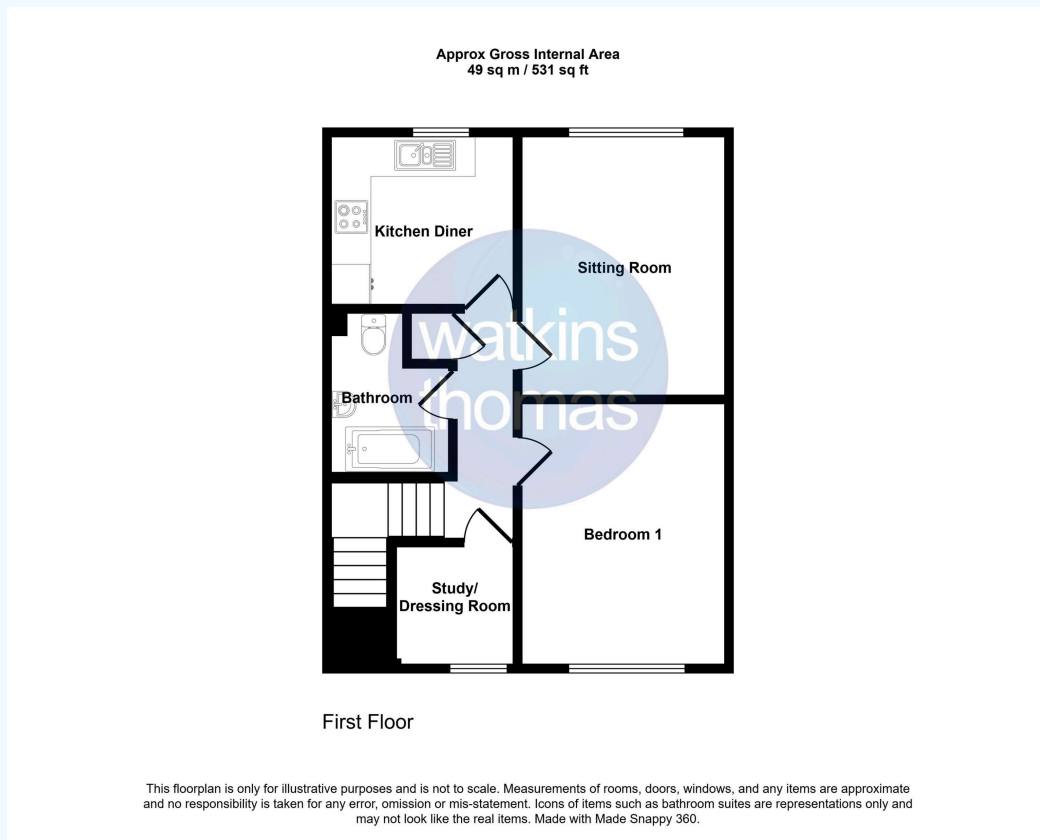 Approx Gross Internal Area
49 sq m / 531 sq ft
Kitchen Diner
Sitting Room
watkins
thomas
Bathroom
Bedroom 1
Study/
Dressing Room
First Floor
This floorplan is only for illustrative purposes and is not to scale. Measurements of rooms, doors, windows, and any items are approximate
and no responsibility is taken for any error, omission or mis-statement. Icons of items such as bathroom suites are representations only and
may not look like the real items. Made with Made Snappy 360.